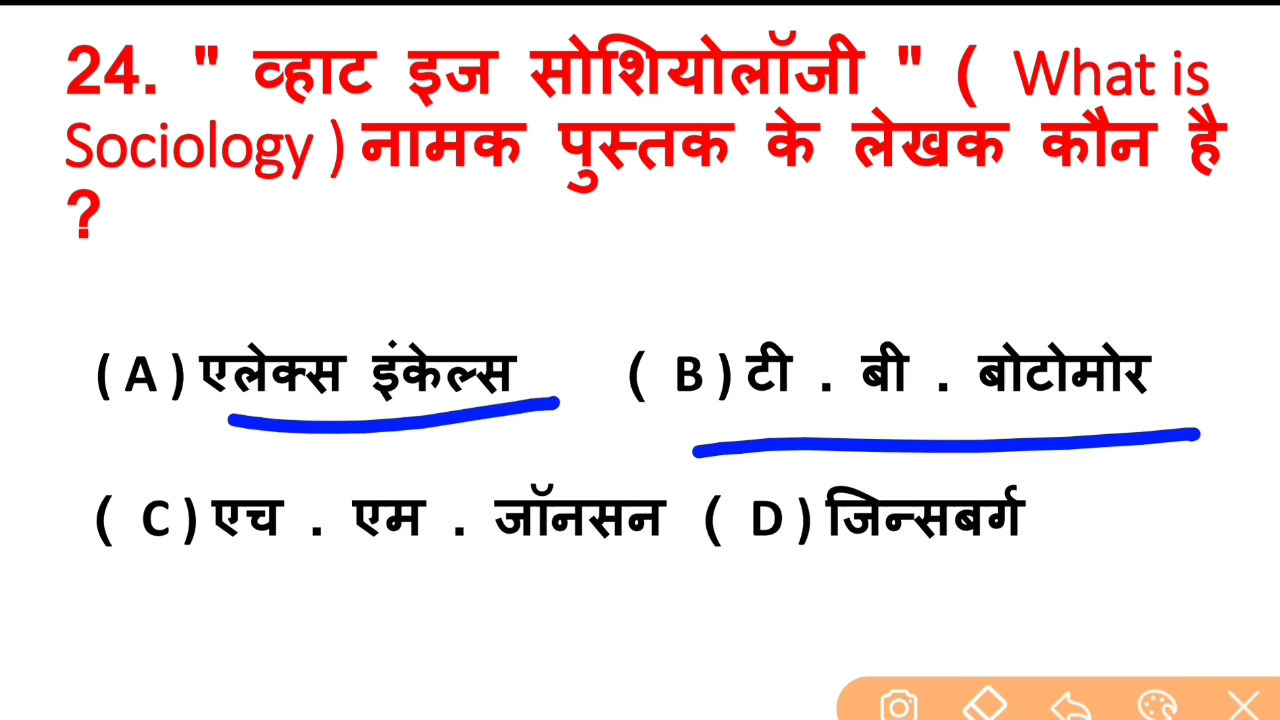 24. " व्हाट इज सोशियोलॉजी " ( What is
Sociology ) नामक पुस्तक के लेखक कौन है
?
( A ) एलेक्स इंकेल्स ( B ) टी . बी . बोटोमोर
( C ) एच . एम . जॉनसन ( D ) जिन्सबर्ग